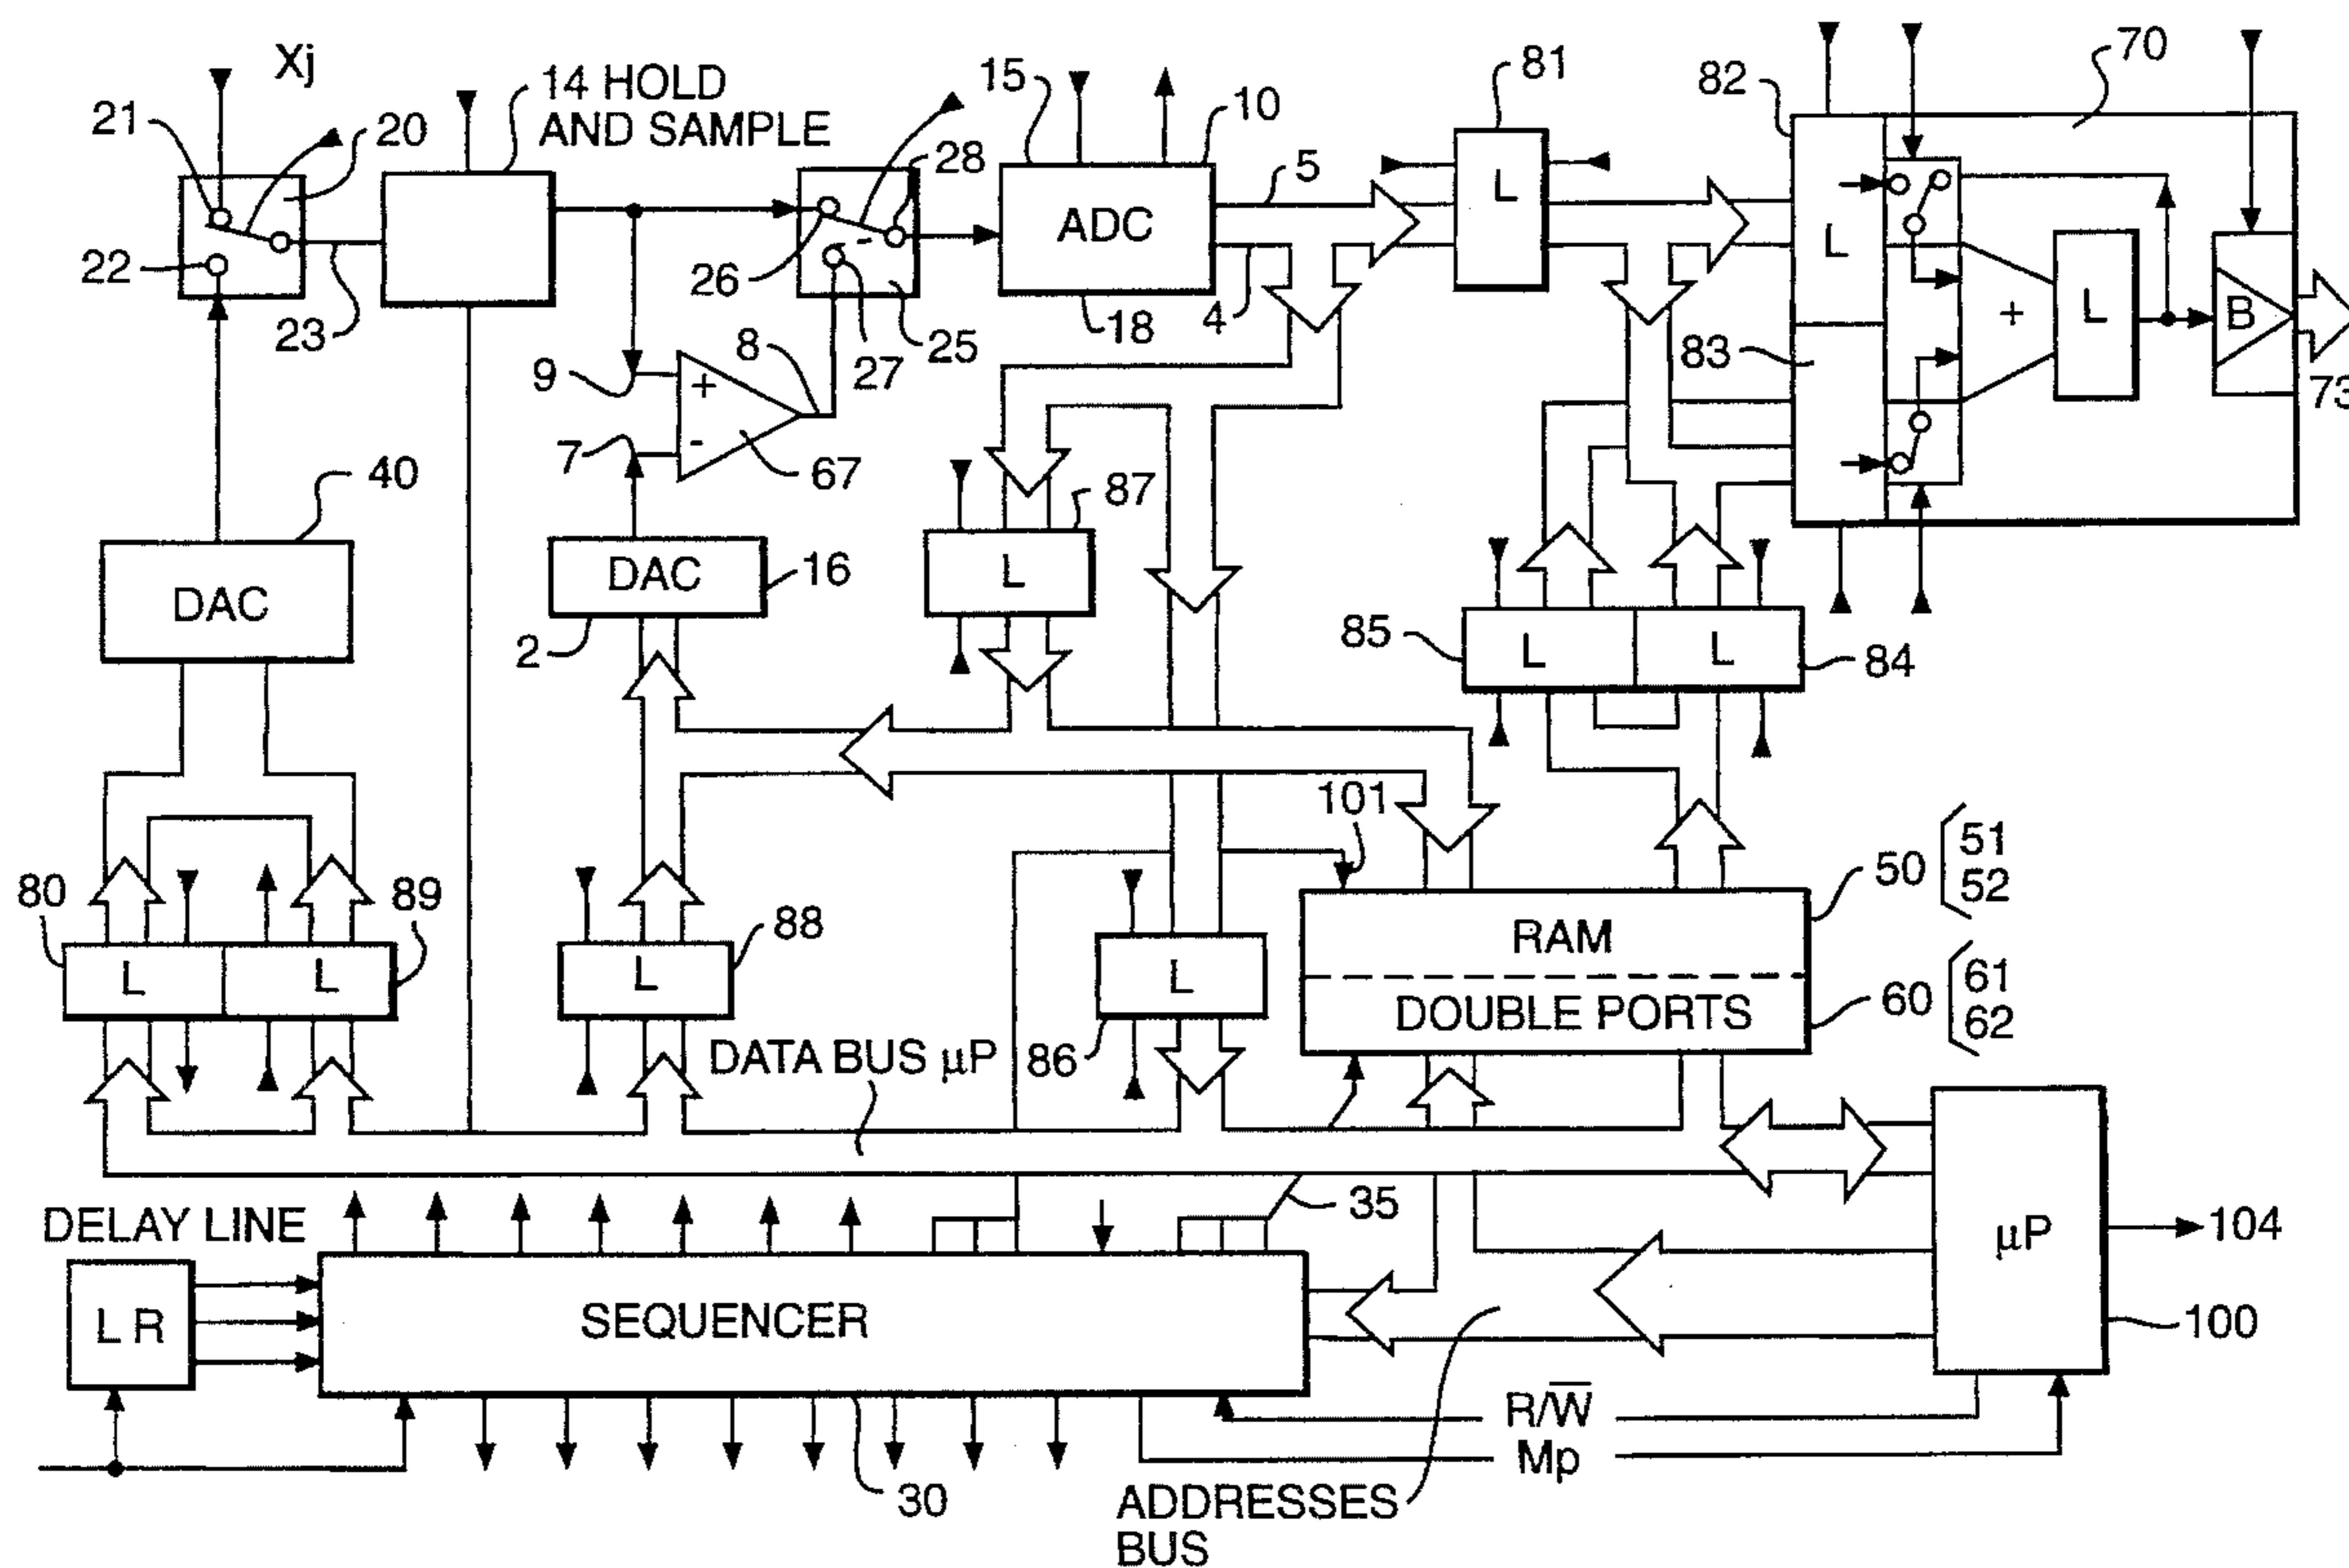 Xj
14 HOLD
AND SAMPLE
15
10
81
82
70
21
20
28
5
L
ADC
L
22
26
+
L
B
23
9
8
27
25
18
4
83
73
+
7
-
67
40
87
DAC
DAC
16
L
85
L
L
84
2
101
80
L
L
89
L
88
L
86
RAM
DOUBLE PORTS
50
51
52
60
61
62
DATA BUS µP
35
µP
104
DELAY LINE
L R
SEQUENCER
100
30
R/W̅
Mp
ADDRESSES
BUS